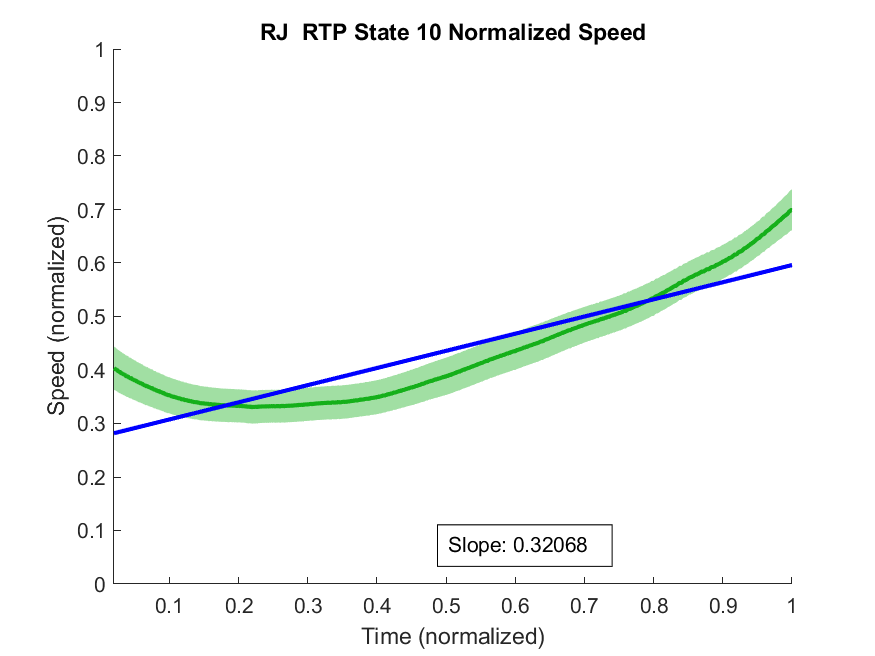 RJ  RTP State 10 Normalized Speed
1
0.9
0.8
0.7
0.6
0.5
0.4
0.3
0.2
0.1
0
Speed (normalized)
Slope: 0.32068
0.1 0.2 0.3 0.4 0.5 0.6 0.7 0.8 0.9 1
Time (normalized)